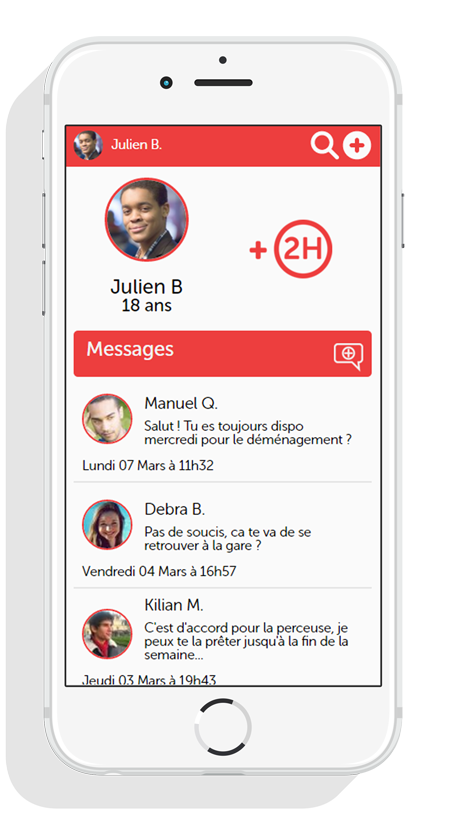 Julien B.
+ 2H
Julien B
18 ans
Messages
Manuel Q.
Salut ! Tu es toujours dispo
mercredi pour le déménagement ?
Lundi 07 Mars à 11h32
Debra B.
Pas de soucis, ca te va de se
retrouver à la gare ?
Vendredi 04 Mars à 16h57
Kilian M.
C'est d'accord pour la perceuse, je
peux te la prêter jusqu'à la fin de la
semaine...
Jeudi 03 Mars à 19h43